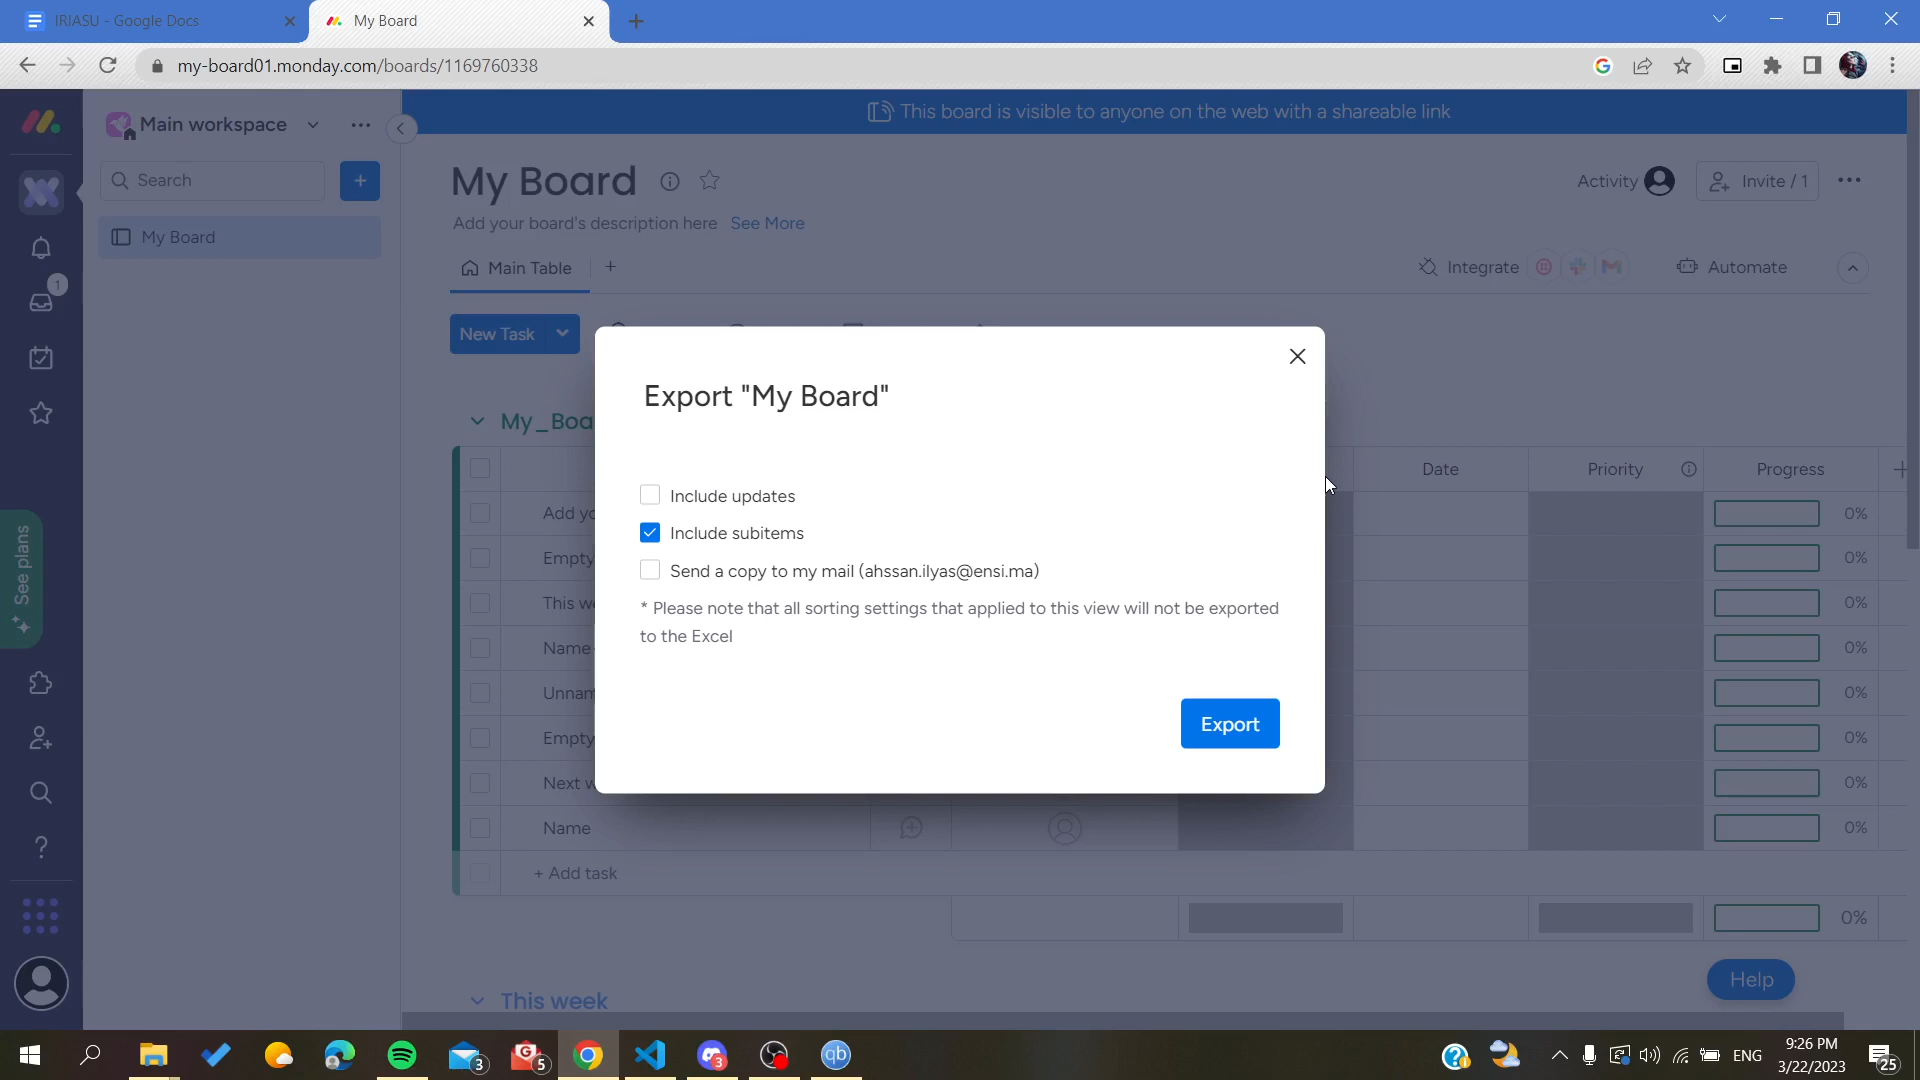 IRIASU - Google Docs
My Board
my-board01.monday.com/boards/1169760338
Main workspace
This board is visible to anyone on the web with a shareable link
Search
+
My Board
My Board
Activity
Invite / 1
Add your board's description here See More
Main Table
+
Integrate
Automate
1
New Task
Export "My Board"
My_Boa
Include updates
Include subitems
Send a copy to my mail (ahssan.ilyas@ensi.ma)
* Please note that all sorting settings that applied to this view will not be exported
to the Excel
Export
Date
Priority
Progress
+
Add yo
0%
Empty
0%
This we
0%
Name
0%
Unnam
0%
Empty
0%
Next w
0%
Name
0%
+ Add task
0%
This week
See plans
Help
3
5
3
qb
ENG
9:26 PM
3/22/2023
25